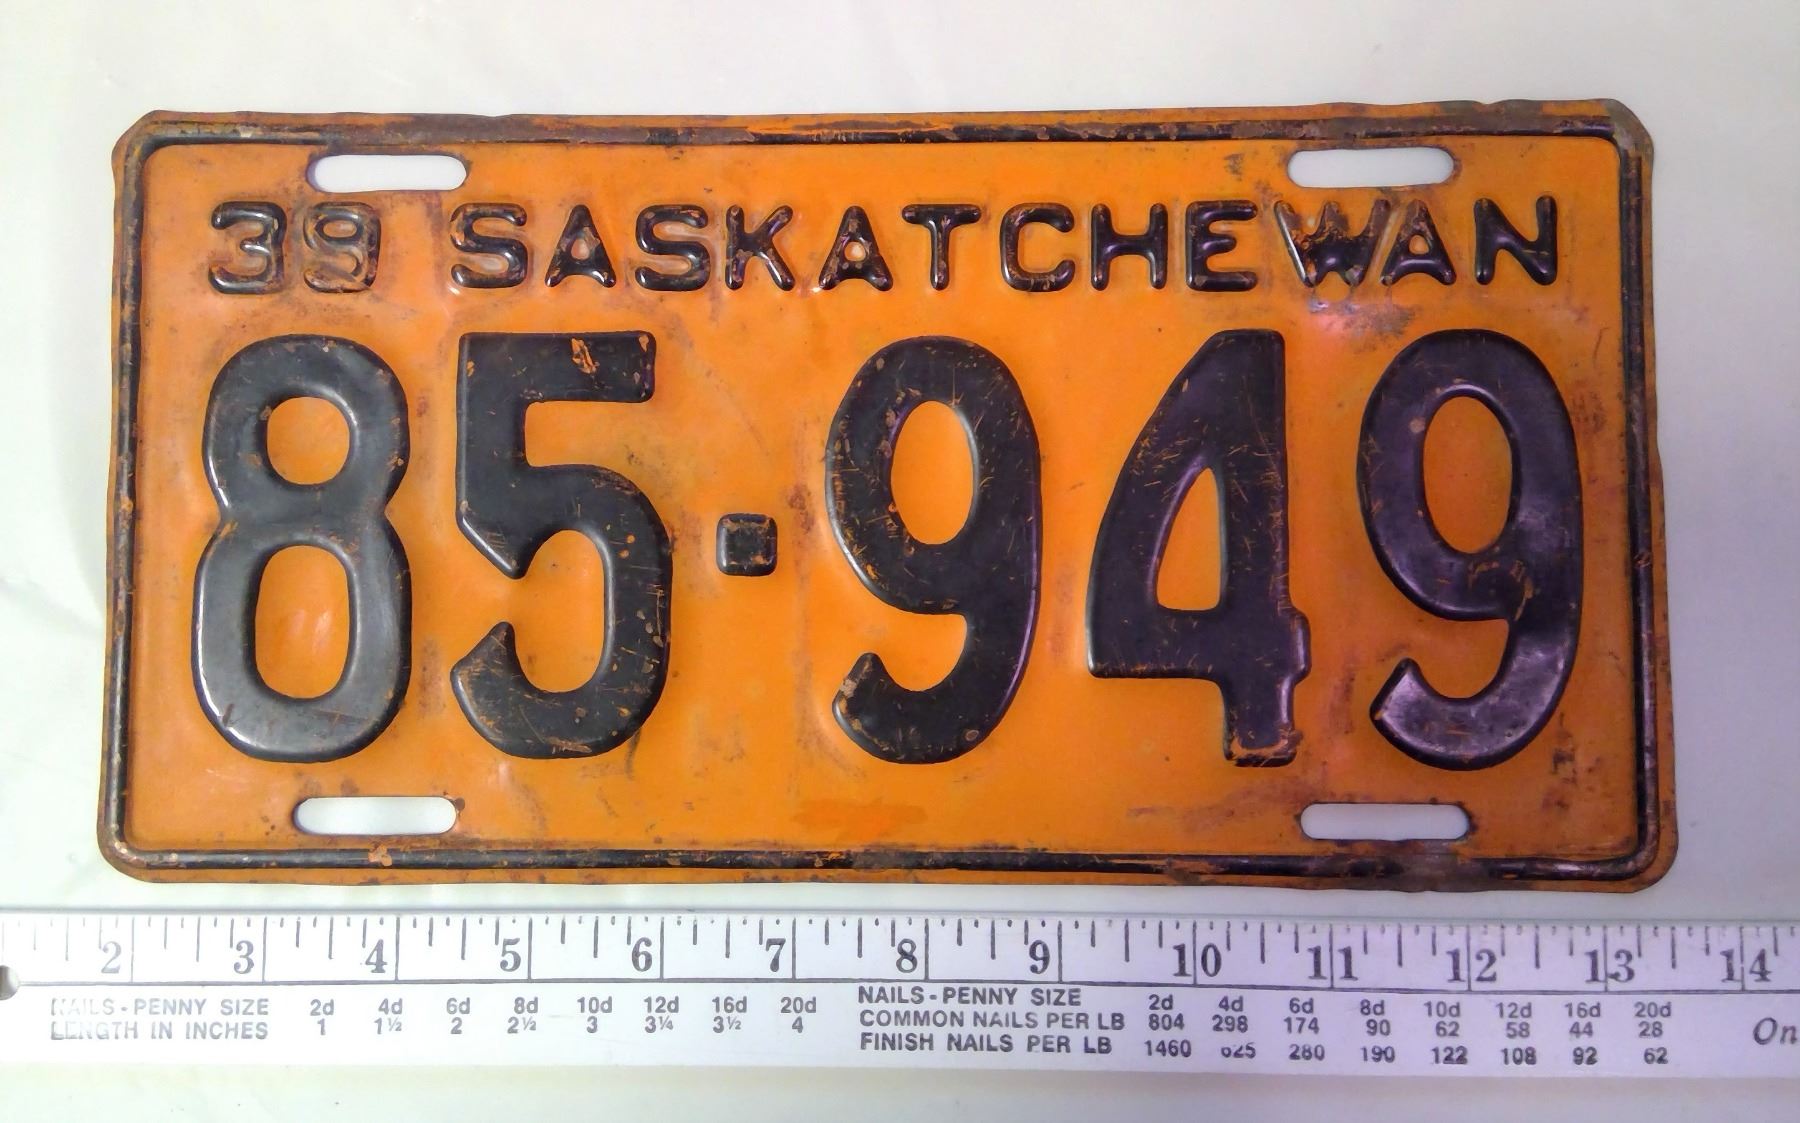 39 SASKATCHEWAN
85-949
2 3 4 5 6 7 8 9 10 11 12 13 14
NAILS - PENNY SIZE 2d 4d 6d 8d 10d 12d 16d 20d
LENGTH IN INCHES 1 1½ 2 2½ 3 3¼ 3½ 4
NAILS - PENNY SIZE 2d 4d 6d 8d 10d 12d 16d 20d
COMMON NAILS PER LB 804 298 174 90 62 58 44 28
FINISH NAILS PER LB 1460 625 280 190 122 108 92 62
On